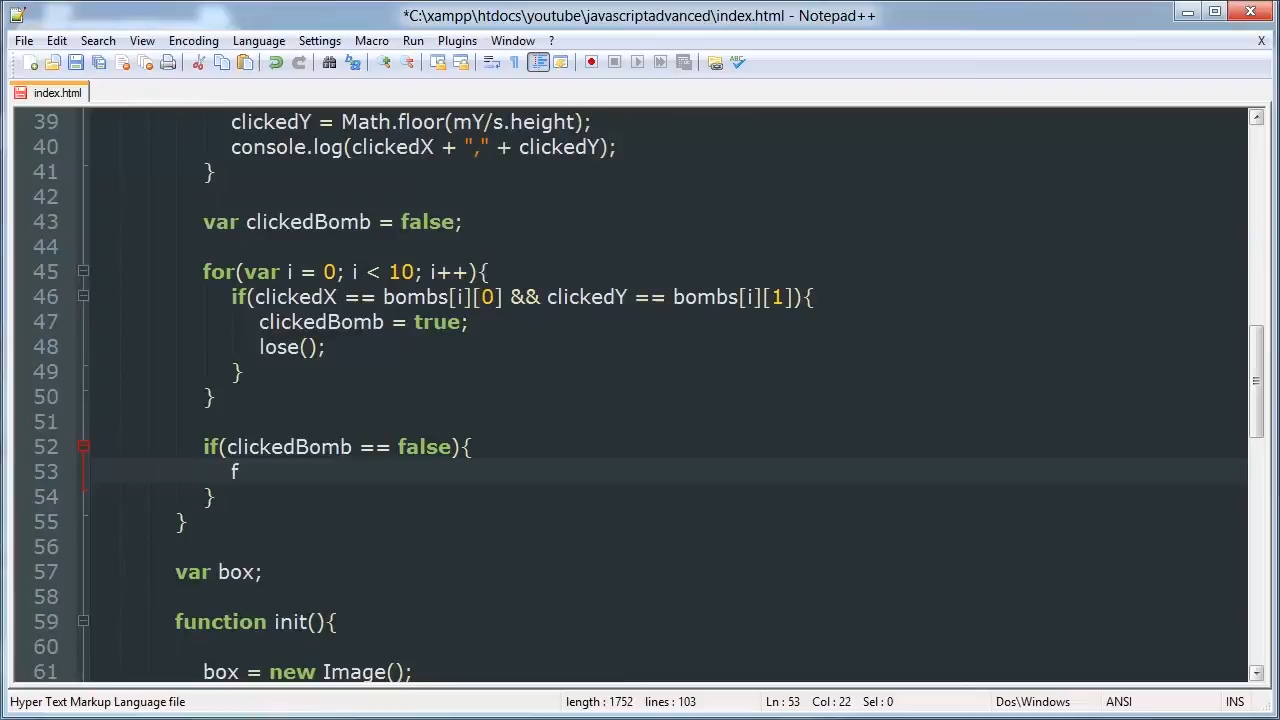 *C:\xampp\htdocs\youtube\javascriptadvanced\index.html - Notepad++
File Edit Search View Encoding Language Settings Macro Run Plugins Window ? X
index.html
39 clickedY = Math.floor(mY/s.height);
40 console.log(clickedX + "," + clickedY);
41 }
42
43 var clickedBomb = false;
44
45 for(var i = 0; i < 10; i++){
46 if(clickedX == bombs[i][0] && clickedY == bombs[i][1]){
47 clickedBomb = true;
48 lose();
49 }
50 }
51
52 if(clickedBomb == false){
53 f
54 }
55 }
56
57 var box;
58
59 function init(){
60
61 box = new Image();
Hyper Text Markup Language file length : 1752 lines : 103 Ln : 53 Col : 22 Sel : 0 Dos\Windows ANSI INS